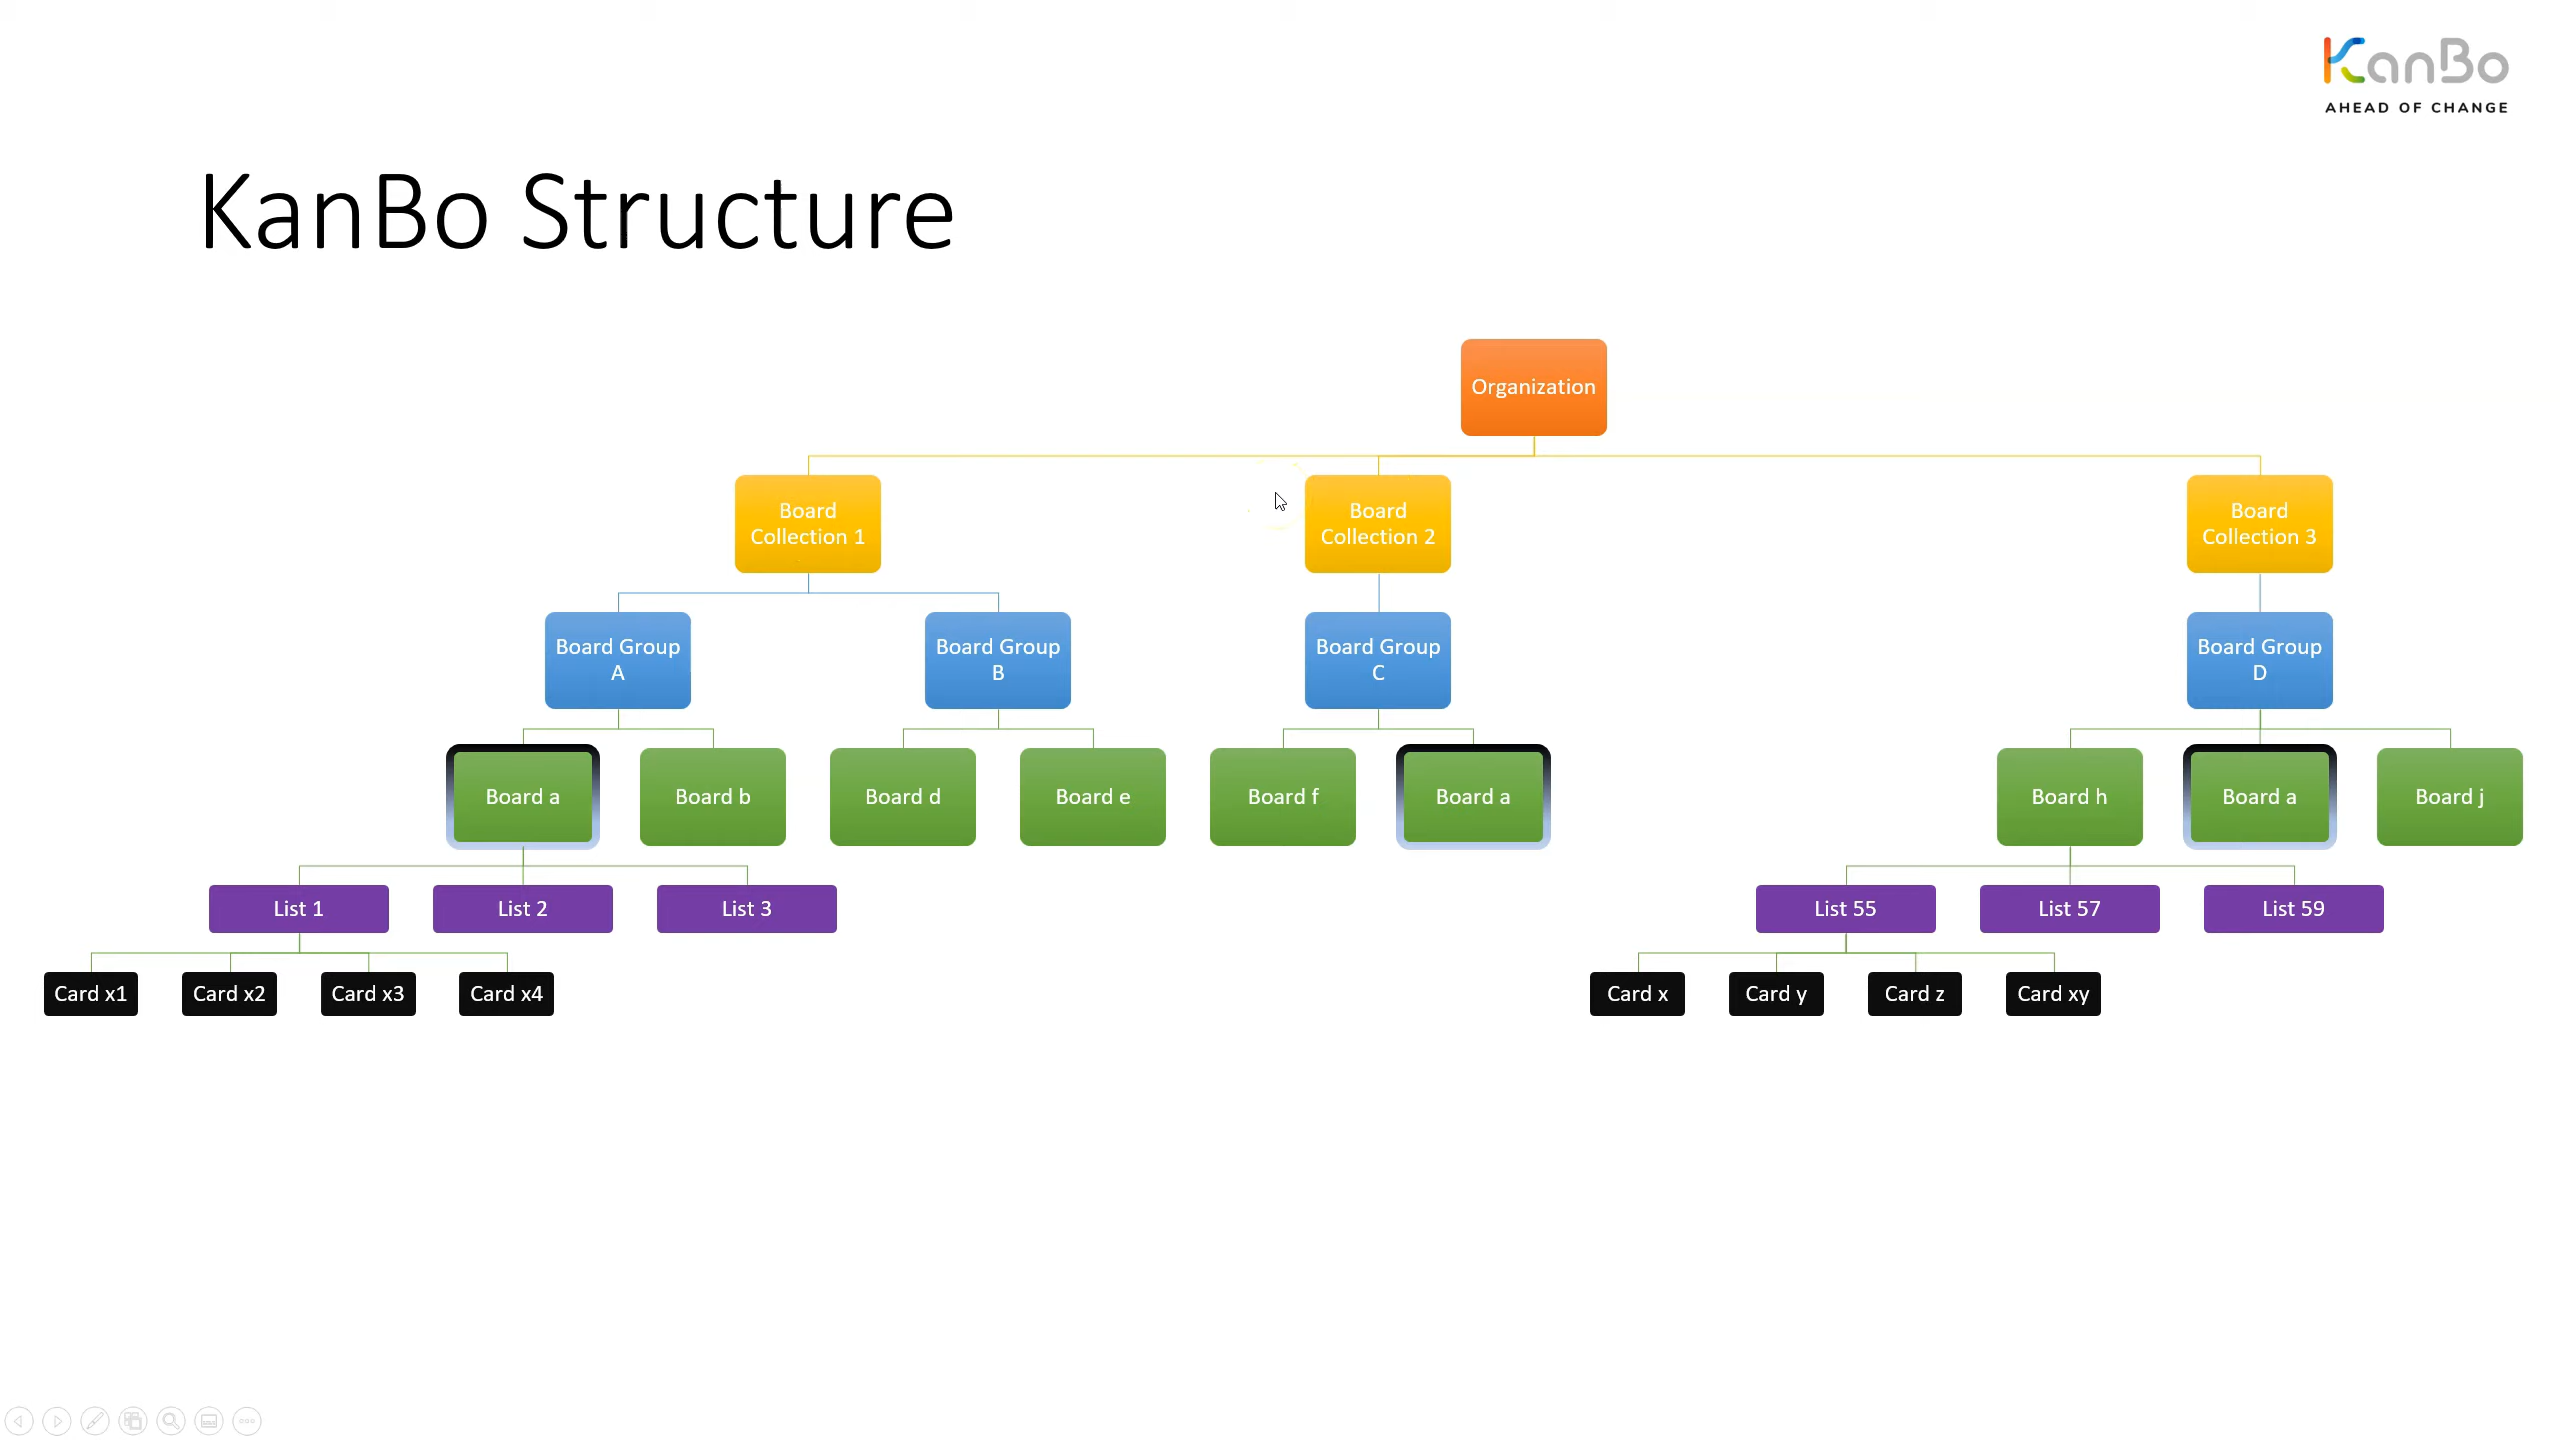 KanBo
AHEAD OF CHANGE
KanBo Structure
Organization
Board
Collection 1
Board
Collection 2
Board
Collection 3
Board Group
A
Board Group
B
Board Group
C
Board Group
D
Board a
Board b
Board d
Board e
Board f
Board a
Board h
Board a
Board j
List 1
List 2
List 3
List 55
List 57
List 59
Card x1
Card x2
Card x3
Card x4
Card x
Card y
Card z
Card xy